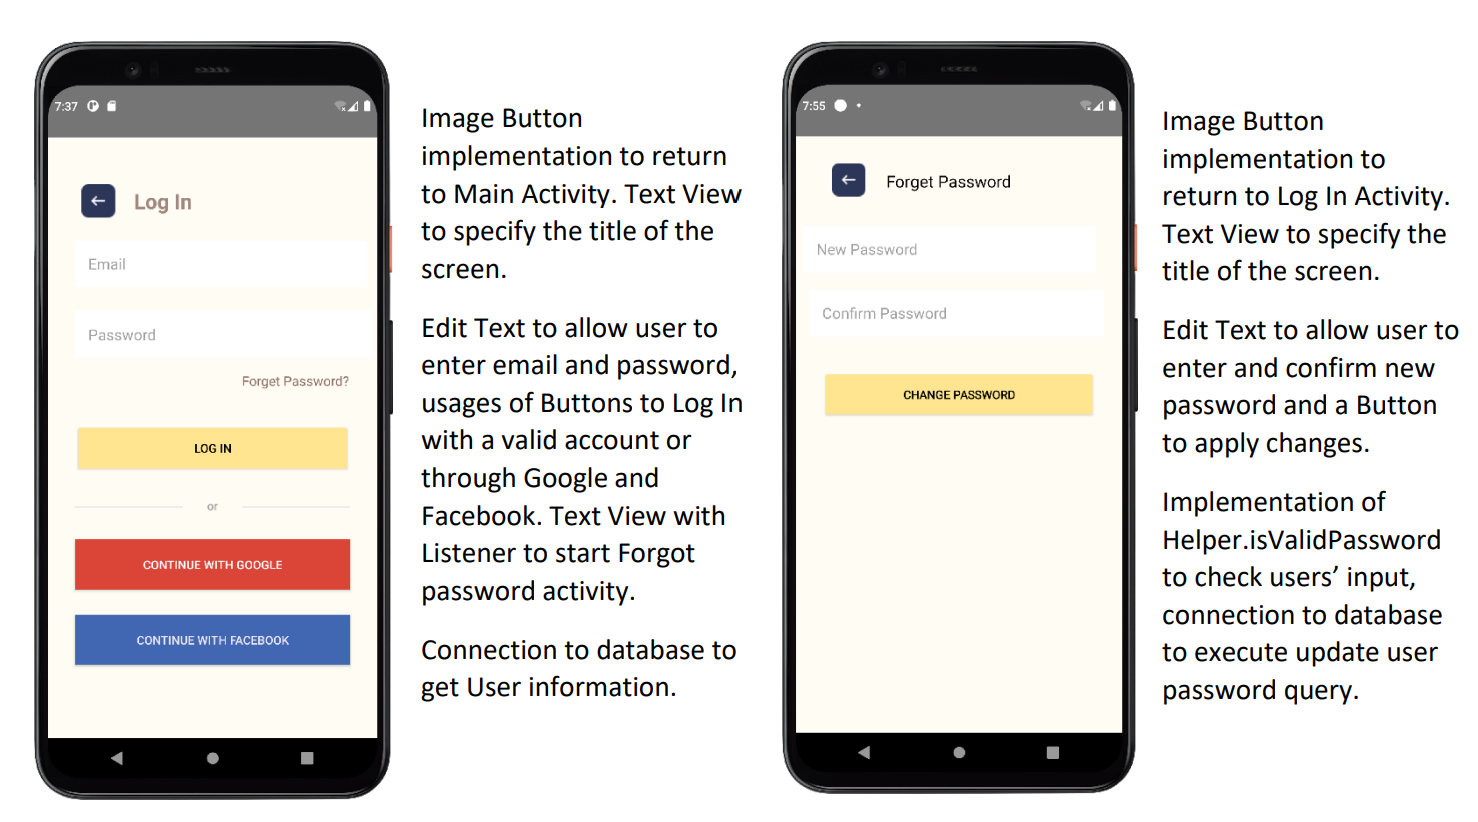 7:37
Log In
Email
Password
Forget Password?
LOG IN
or
CONTINUE WITH GOOGLE
CONTINUE WITH FACEBOOK
Image Button
implementation to return
to Main Activity. Text View
to specify the title of the
screen.
Edit Text to allow user to
enter email and password,
usages of Buttons to Log In
with a valid account or
through Google and
Facebook. Text View with
Listener to start Forgot
password activity.
Connection to database to
get User information.
7:55
Forget Password
New Password
Confirm Password
CHANGE PASSWORD
Image Button
implementation to
return to Log In Activity.
Text View to specify the
title of the screen.
Edit Text to allow user to
enter and confirm new
password and a Button
to apply changes.
Implementation of
Helper.isValidPassword
to check users’ input,
connection to database
to execute update user
password query.